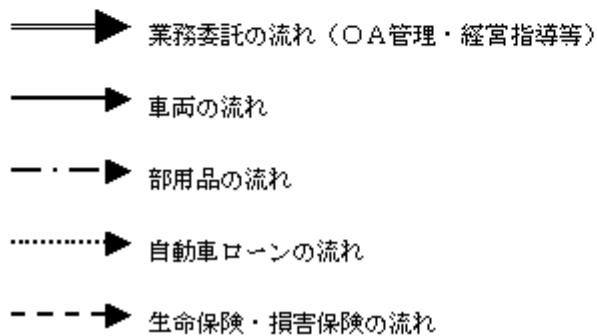 業務委託の流れ（ＯＡ管理・経営指導等）
車両の流れ
部用品の流れ
自動車ローンの流れ
生命保険・損害保険の流れ